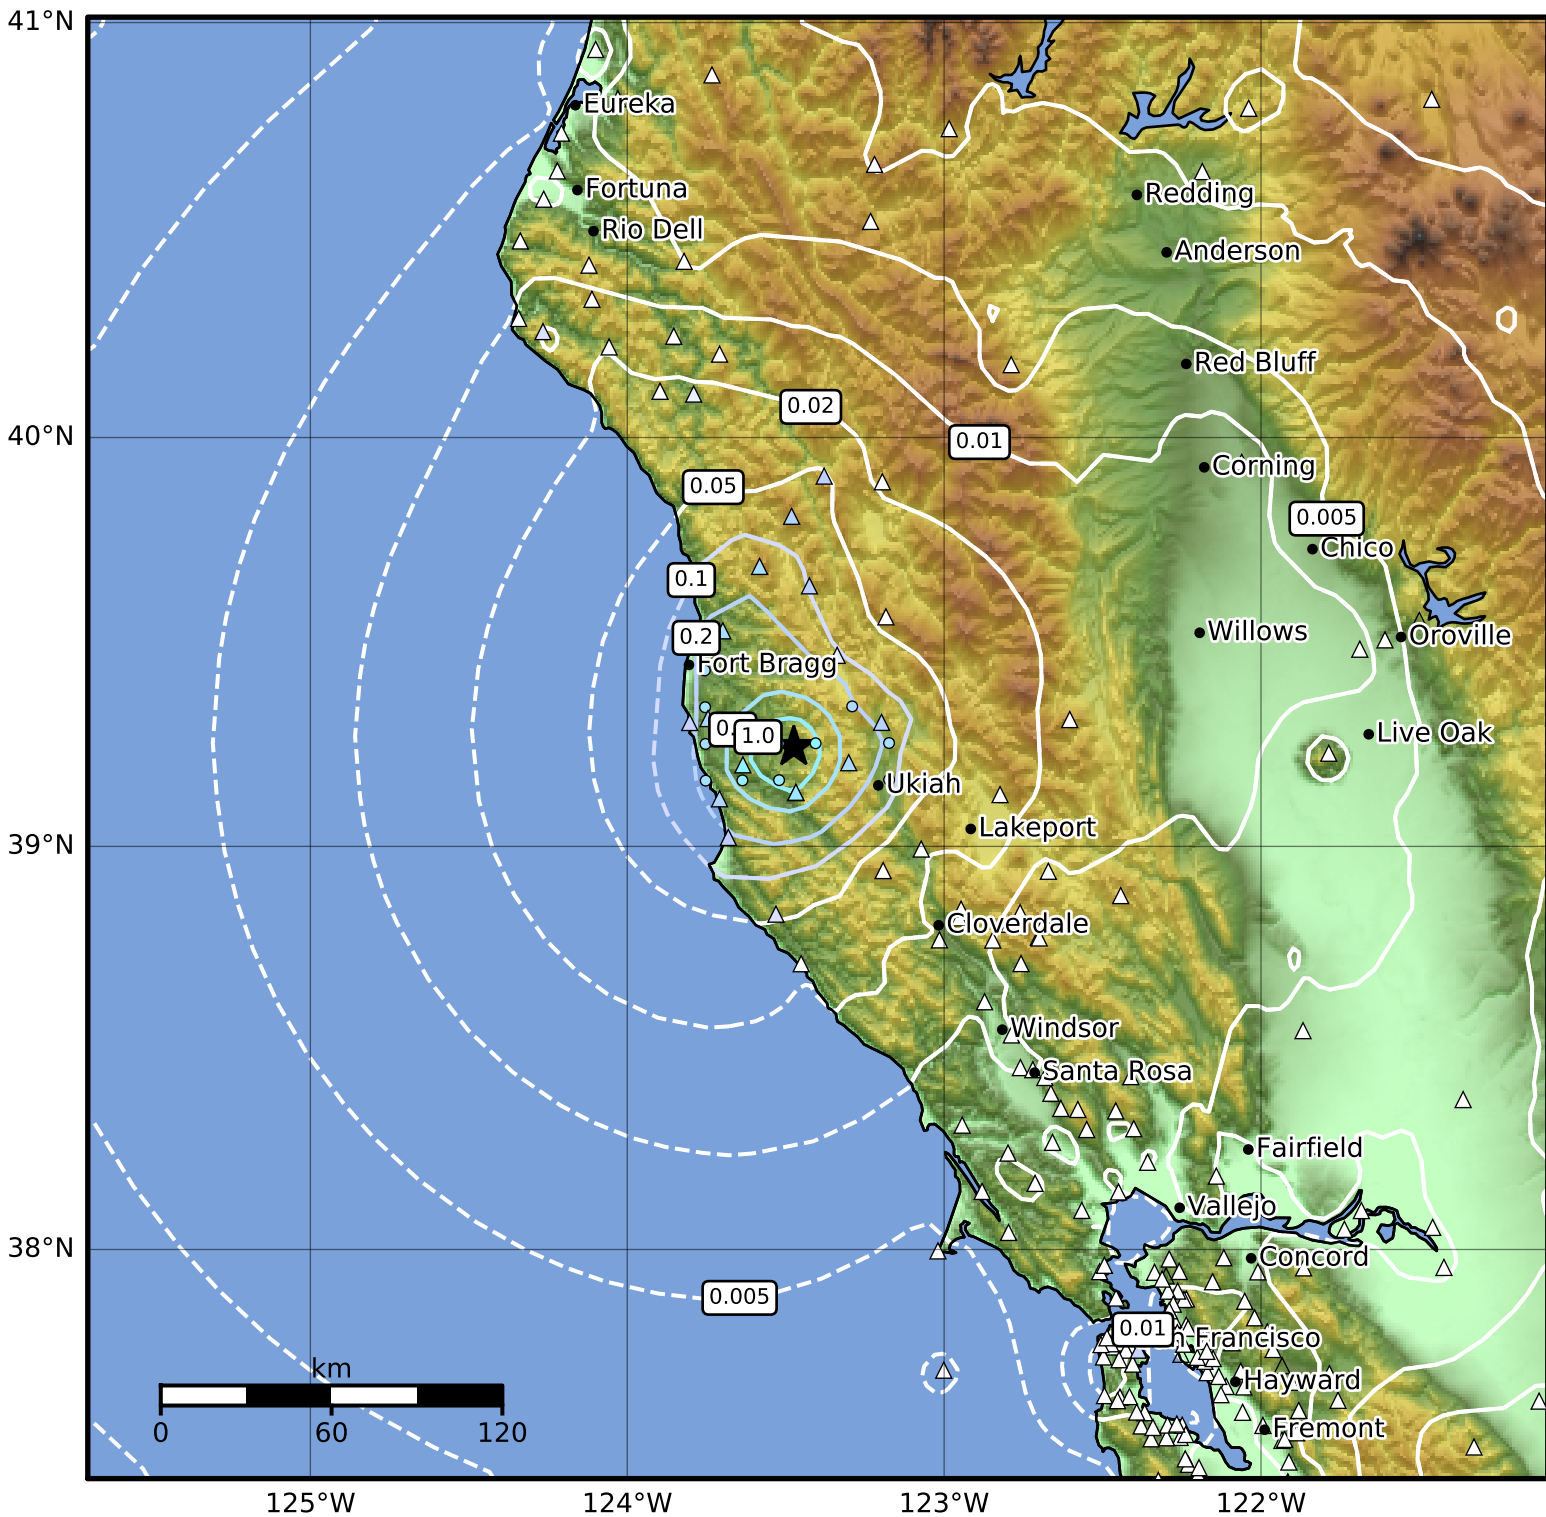 41°N
Eureka
Fortuna
Redding
Rio Dell
Anderson
Red Bluff
0.02
40°N
0.01
Corning
0.05
0.005
Chico
0.1
Willows
Oroville
0.2
Fort Bragg
1.0
Live Oak
Ukiah
Lakeport
39°N
Cloverdale
Windsor
Santa Rosa
Fairfield
Vallejo
38°N
Concord
0.005
0.01
Francisco
km
Hayward
0 60 120
Fremont
125°W 124°W 123°W 122°W